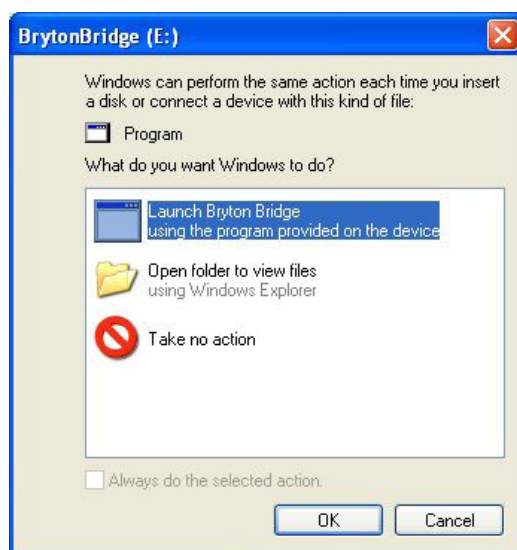 BrytonBridge (E:)
Windows can perform the same action each time you insert
a disk or connect a device with this kind of file:
Program
What do you want Windows to do?
Launch Bryton Bridge
using the program provided on the device
Open folder to view files
using Windows Explorer
Take no action
Always do the selected action.
OK
Cancel